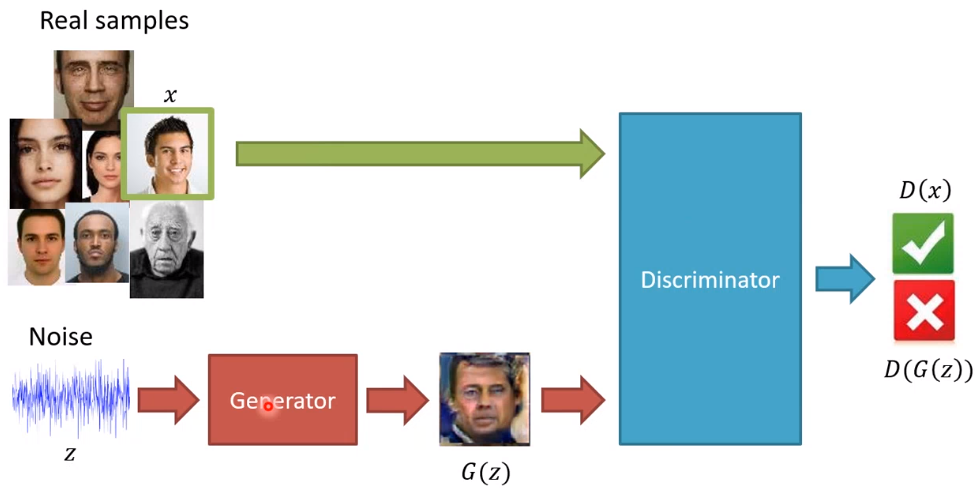 Real samples
x
D(x)
Discriminator
Noise
Generator
D(G(z))
z
G(z)